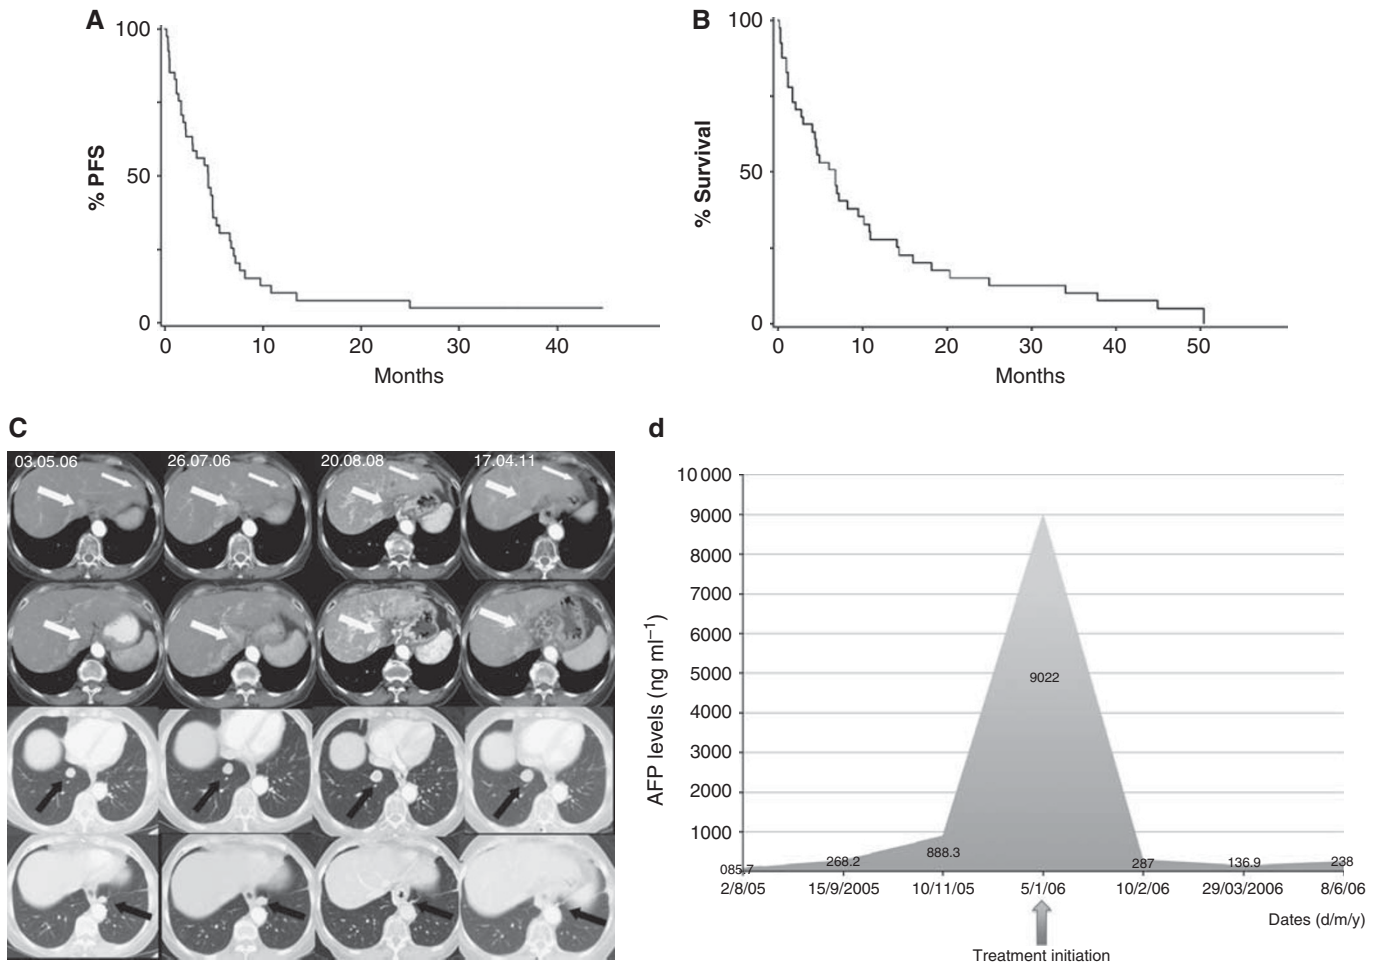 A
100
50
0
% PFS
0 10 20 30 40
Months
B
100
50
0
% Survival
0 10 20 30 40 50
Months
C
03.05.06 26.07.06 20.08.08 17.04.11
d
10 000
9000
8000
7000
6000
5000
4000
3000
2000
1000
AFP levels (ng ml⁻¹)
9022
085.7 268.2 888.3 287 136.9 238
2/8/05 15/9/2005 10/11/05 5/1/06 10/2/06 29/03/2006 8/6/06
Dates (d/m/y)
Treatment initiation